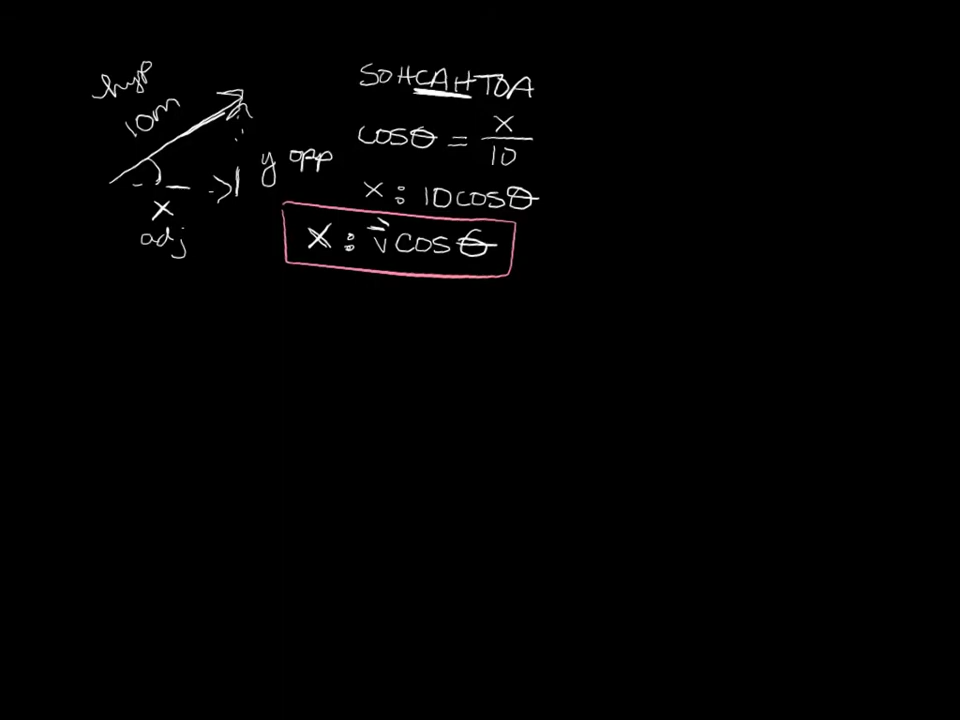 hyp
10m
y opp
x
adj
SOHCAHTOA
cosθ = x/10
x : 10cosθ
x : v⃗ cosθ